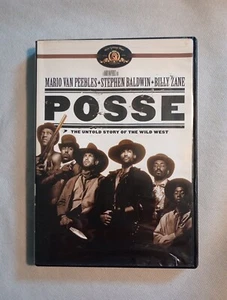 MARIO VAN PEEBLES • STEPHEN BALDWIN • BILLY ZANE
POSSE
THE UNTOLD STORY OF THE WILD WEST